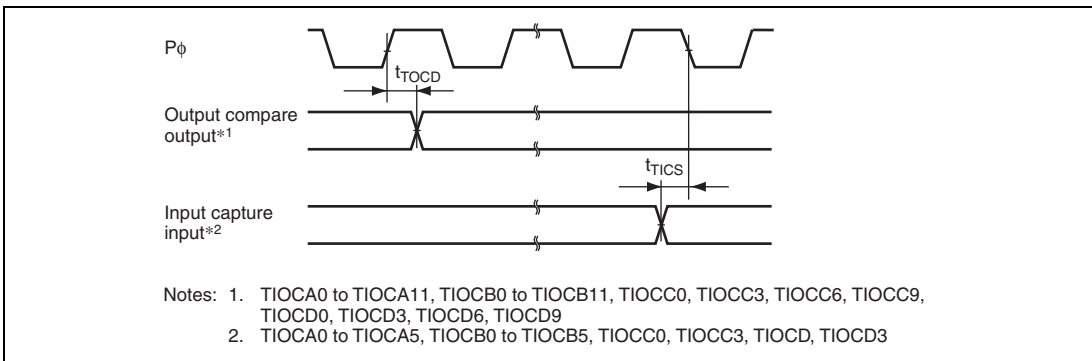 Pϕ
tTOCD
Output compare
output*1
tTICS
Input capture
input*2
Notes: 1. TIOCA0 to TIOCA11, TIOCB0 to TIOCB11, TIOCC0, TIOCC3, TIOCC6, TIOCC9,
TIOCD0, TIOCD3, TIOCD6, TIOCD9
2. TIOCA0 to TIOCA5, TIOCB0 to TIOCB5, TIOCC0, TIOCC3, TIOCD, TIOCD3